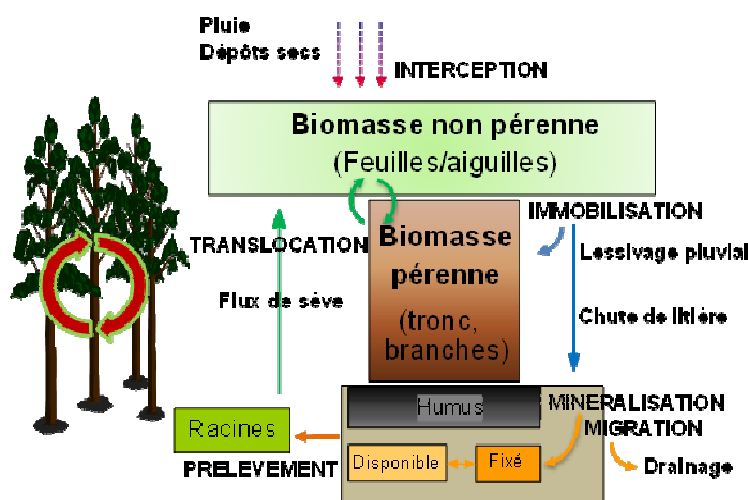 Pluie
Dépôts secs
INTERCEPTION
Biomasse non pérenne
(Feuilles/aiguilles)
IMMOBILISATION
TRANSLOCATION
Biomasse
pérenne
(tronc,
branches)
Lessivage pluvial
Flux de sève
Chute de litière
Humus
MINERALISATION
MIGRATION
Racines
PRELEVEMENT
Disponible
Fixé
Drainage